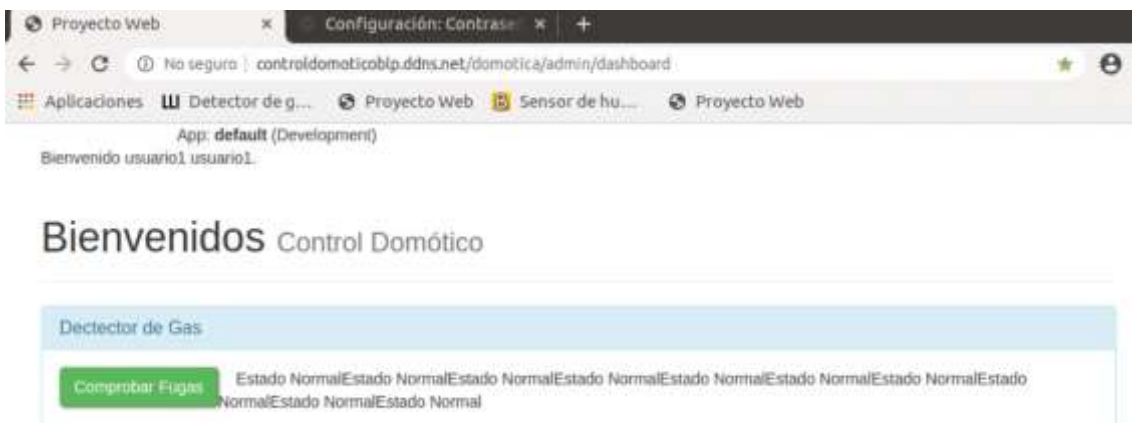 Proyecto Web × Configuración: Contrase × +
No seguro | controldomoticoblp.ddns.net/domotica/admin/dashboard
Aplicaciones Detector de g... Proyecto Web Sensor de hu... Proyecto Web
App: default (Development)
Bienvenido usuario1 usuario1.
Bienvenidos Control Domótico
Dectector de Gas
Comprobar Fugas Estado NormalEstado NormalEstado NormalEstado NormalEstado NormalEstado NormalEstado NormalEstado
NormalEstado NormalEstado Normal